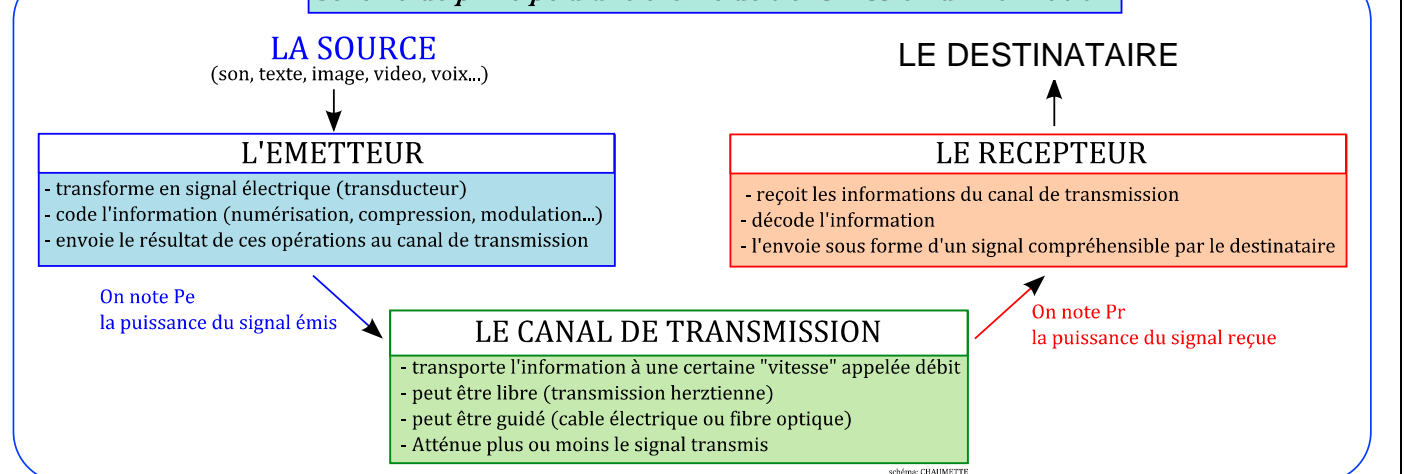 LA SOURCE
(son, texte, image, video, voix...)
L'EMETTEUR
- transforme en signal électrique (transducteur)
- code l'information (numérisation, compression, modulation...)
- envoie le résultat de ces opérations au canal de transmission
On note Pe
la puissance du signal émis
LE CANAL DE TRANSMISSION
- transporte l'information à une certaine "vitesse" appelée débit
- peut être libre (transmission herztienne)
- peut être guidé (cable électrique ou fibre optique)
- Atténue plus ou moins le signal transmis
LE DESTINATAIRE
LE RECEPTEUR
- reçoit les informations du canal de transmission
- décode l'information
- l'envoie sous forme d'un signal compréhensible par le destinataire
On note Pr
la puissance du signal reçue
schéma: CHAUMETTE